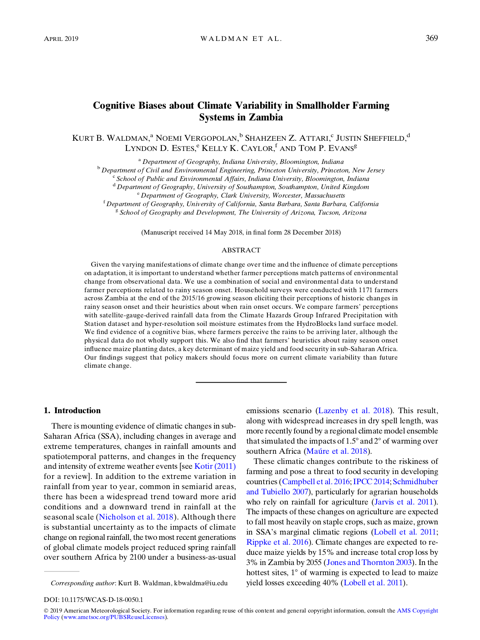 APRIL 2019
WALDMAN ET AL.
369
Cognitive Biases about Climate Variability in Smallholder Farming
Systems in Zambia
KURT B. WALDMAN,a NOEMI VERGOPOLAN,b SHAHZEEN Z. ATTARI,c JUSTIN SHEFFIELD,d
LYNDON D. ESTES,e KELLY K. CAYLOR,f AND TOM P. EVANSg
a Department of Geography, Indiana University, Bloomington, Indiana
b Department of Civil and Environmental Engineering, Princeton University, Princeton, New Jersey
c School of Public and Environmental Affairs, Indiana University, Bloomington, Indiana
d Department of Geography, University of Southampton, Southampton, United Kingdom
e Department of Geography, Clark University, Worcester, Massachusetts
f Department of Geography, University of California, Santa Barbara, Santa Barbara, California
g School of Geography and Development, The University of Arizona, Tucson, Arizona
(Manuscript received 14 May 2018, in final form 28 December 2018)
ABSTRACT
Given the varying manifestations of climate change over time and the influence of climate perceptions
on adaptation, it is important to understand whether farmer perceptions match patterns of environmental
change from observational data. We use a combination of social and environmental data to understand
farmer perceptions related to rainy season onset. Household surveys were conducted with 1171 farmers
across Zambia at the end of the 2015/16 growing season eliciting their perceptions of historic changes in
rainy season onset and their heuristics about when rain onset occurs. We compare farmers' perceptions
with satellite-gauge-derived rainfall data from the Climate Hazards Group Infrared Precipitation with
Station dataset and hyper-resolution soil moisture estimates from the HydroBlocks land surface model.
We find evidence of a cognitive bias, where farmers perceive the rains to be arriving later, although the
physical data do not wholly support this. We also find that farmers' heuristics about rainy season onset
influence maize planting dates, a key determinant of maize yield and food security in sub-Saharan Africa.
Our findings suggest that policy makers should focus more on current climate variability than future
climate change.
1. Introduction
There is mounting evidence of climatic changes in sub-
Saharan Africa (SSA), including changes in average and
extreme temperatures, changes in rainfall amounts and
spatiotemporal patterns, and changes in the frequency
and intensity of extreme weather events [see Kotir (2011)
for a review]. In addition to the extreme variation in
rainfall from year to year, common in semiarid areas,
there has been a widespread trend toward more arid
conditions and a downward trend in rainfall at the
seasonal scale (Nicholson et al. 2018). Although there
is substantial uncertainty as to the impacts of climate
change on regional rainfall, the two most recent generations
of global climate models project reduced spring rainfall
over southern Africa by 2100 under a business-as-usual
Corresponding author: Kurt B. Waldman, kbwaldma@iu.edu
emissions scenario (Lazenby et al. 2018). This result,
along with widespread increases in dry spell length, was
more recently found by a regional climate model ensemble
that simulated the impacts of 1.5° and 2° of warming over
southern Africa (Maúre et al. 2018).
These climatic changes contribute to the riskiness of
farming and pose a threat to food security in developing
countries (Campbell et al. 2016; IPCC 2014; Schmidhuber
and Tubiello 2007), particularly for agrarian households
who rely on rainfall for agriculture (Jarvis et al. 2011).
The impacts of these changes on agriculture are expected
to fall most heavily on staple crops, such as maize, grown
in SSA's marginal climatic regions (Lobell et al. 2011;
Rippke et al. 2016). Climate changes are expected to re-
duce maize yields by 15% and increase total crop loss by
3% in Zambia by 2055 (Jones and Thornton 2003). In the
hottest sites, 1° of warming is expected to lead to maize
yield losses exceeding 40% (Lobell et al. 2011).
DOI: 10.1175/WCAS-D-18-0050.1
© 2019 American Meteorological Society. For information regarding reuse of this content and general copyright information, consult the AMS Copyright
Policy (www.ametsoc.org/PUBSReuseLicenses).